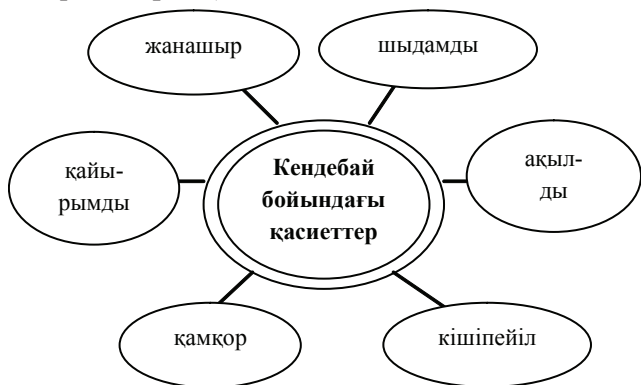 жанашыр
шыдамды
қайы-
рымды
Кендебай
бойындағы
қасиеттер
ақыл-
ды
қамқор
кішіпейіл